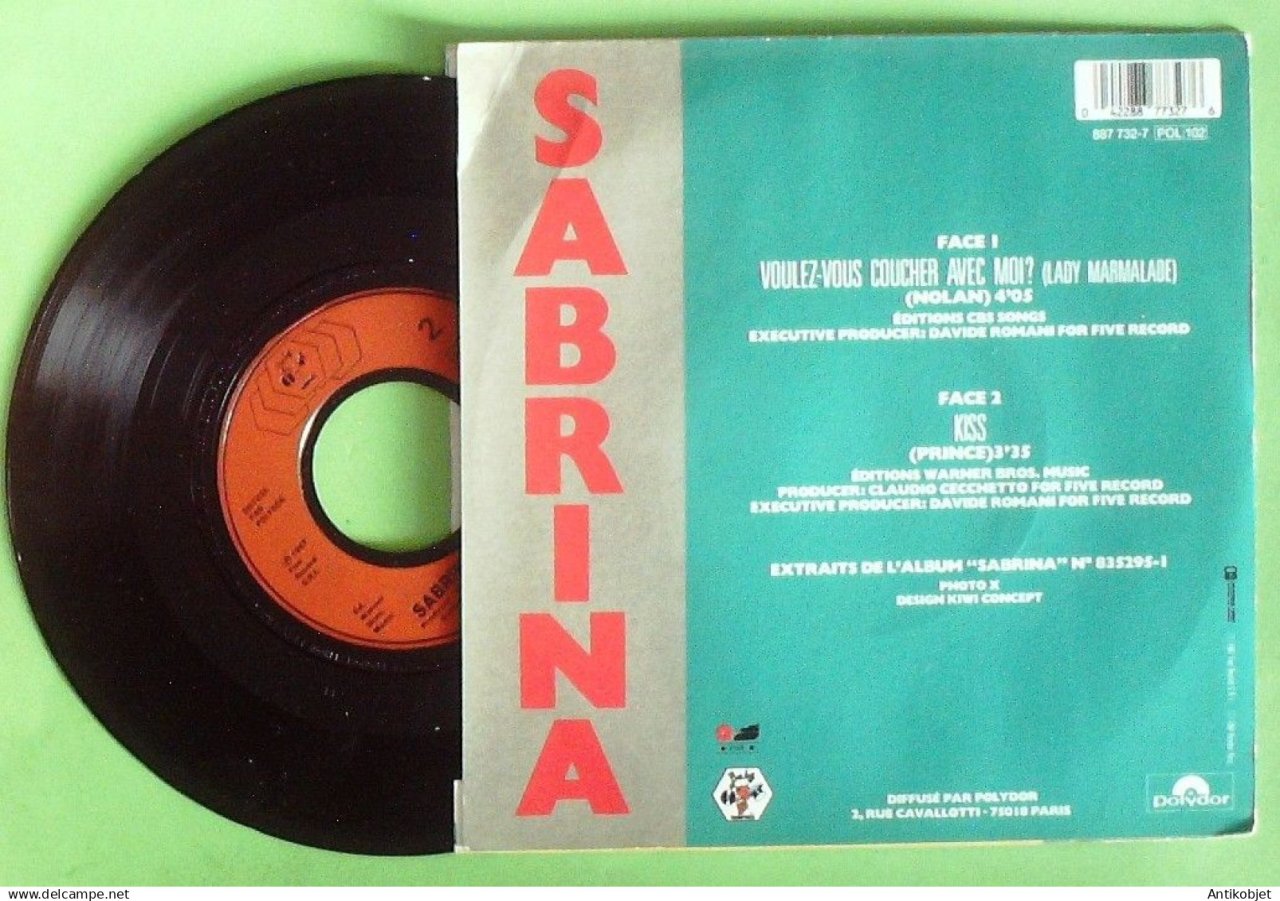 SABRINA
0 42288 77327 6
887 732-7 POL 102
FACE 1
VOULEZ-VOUS COUCHER AVEC MOI? (LADY MARMALADE)
(NOLAN) 4'05
ÉDITIONS CBS SONGS
EXECUTIVE PRODUCER: DAVIDE ROMANI FOR FIVE RECORD
FACE 2
KISS
(PRINCE) 3'35
ÉDITIONS WARNER BROS. MUSIC
PRODUCER: CLAUDIO CECCHETTO FOR FIVE RECORD
EXECUTIVE PRODUCER: DAVIDE ROMANI FOR FIVE RECORD
EXTRAITS DE L'ALBUM "SABRINA" N° 835295-1
PHOTO X
DESIGN KIWI CONCEPT
DIFFUSÉ PAR POLYDOR
2, RUE CAVALLOTTI - 75018 PARIS
Polydor
2
SABRIN
Antikobjet